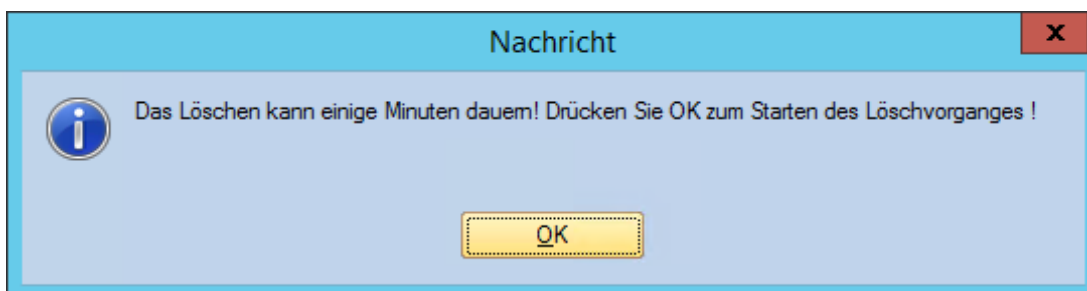 Nachricht
x
Das Löschen kann einige Minuten dauern! Drücken Sie OK zum Starten des Löschvorganges !
OK